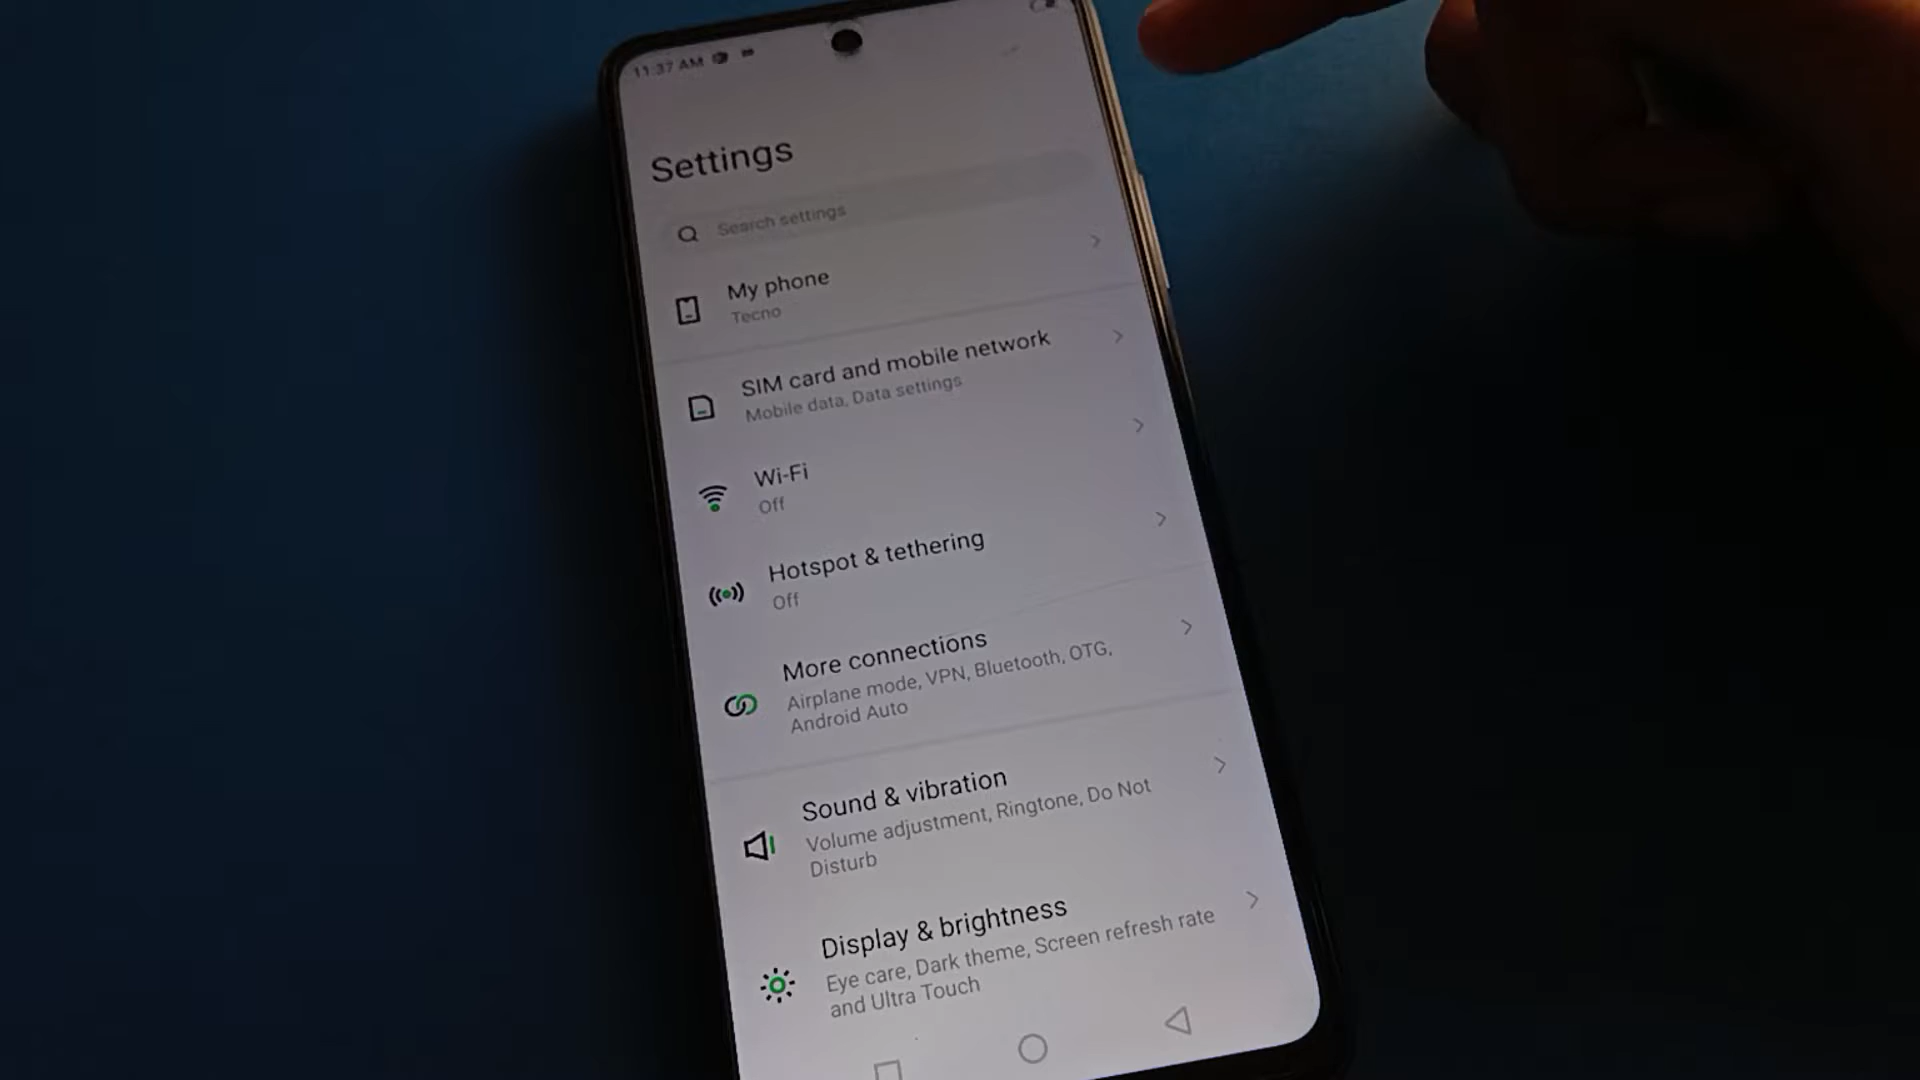 11:37 AM
Settings
Search settings
My phone
Tecno
SIM card and mobile network
Mobile data, Data settings
Wi-Fi
Off
Hotspot & tethering
Off
More connections
Airplane mode, VPN, Bluetooth, OTG,
Android Auto
Sound & vibration
Volume adjustment, Ringtone, Do Not
Disturb
Display & brightness
Eye care, Dark theme, Screen refresh rate
and Ultra Touch